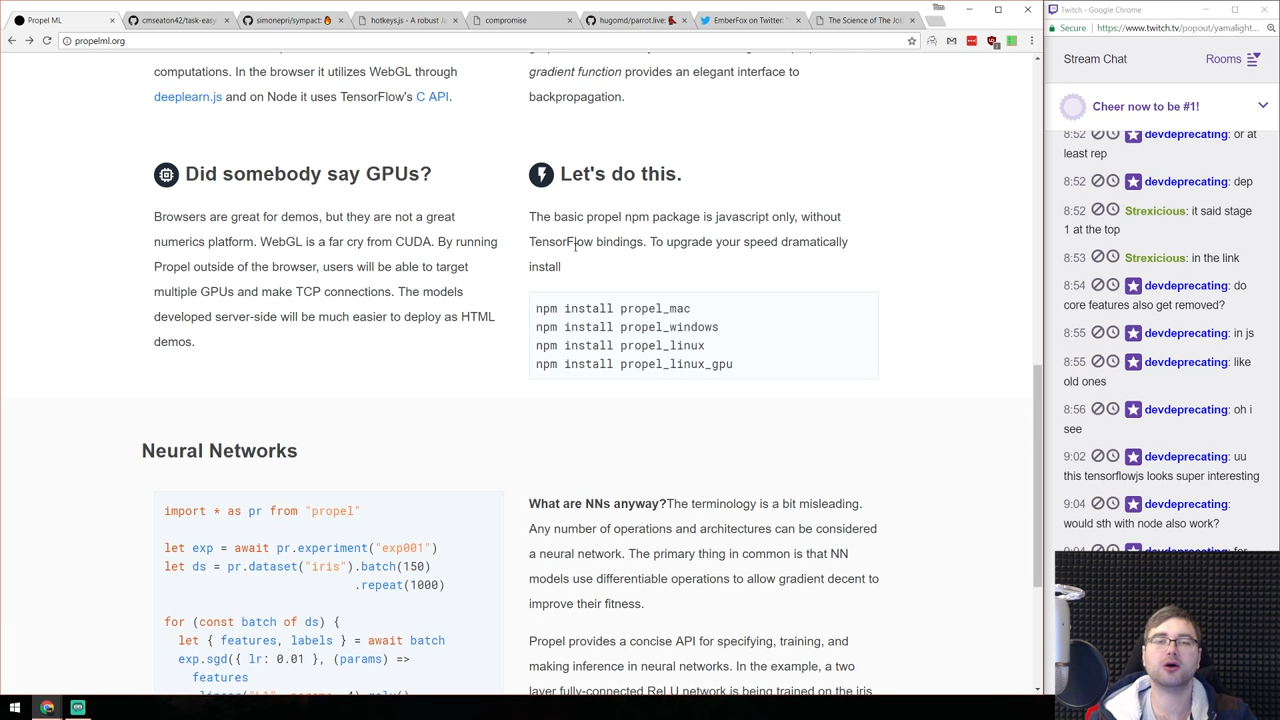 Propel ML
cmseaton42/task-easy
simonepri/sympact: 🔥
hotkeys.js - A robust Ja
compromise
hugomd/parrot.live:
EmberFox on Twitter: "
The Science of The Job
Tim
propelml.org
computations. In the browser it utilizes WebGL through
deeplearn.js and on Node it uses TensorFlow's C API.
gradient function provides an elegant interface to
backpropagation.
Did somebody say GPUs?
Browsers are great for demos, but they are not a great
numerics platform. WebGL is a far cry from CUDA. By running
Propel outside of the browser, users will be able to target
multiple GPUs and make TCP connections. The models
developed server-side will be much easier to deploy as HTML
demos.
Let's do this.
The basic propel npm package is javascript only, without
TensorFlow bindings. To upgrade your speed dramatically
install
npm install propel_mac
npm install propel_windows
npm install propel_linux
npm install propel_linux_gpu
Neural Networks
import * as pr from "propel"
let exp = await pr.experiment("exp001")
let ds = pr.dataset("iris").batch(150)
.repeat(1000)
for (const batch of ds) {
let { features, labels } = await batch
exp.sgd({ lr: 0.01 }, (params) =>
features
What are NNs anyway?The terminology is a bit misleading.
Any number of operations and architectures can be considered
a neural network. The primary thing in common is that NN
models use differentiable operations to allow gradient decent to
improve their fitness.
Propel provides a concise API for specifying, training, and
making inference in neural networks. In the example, a two
layer fully-connected ReLU network is being trained on the iris
Twitch - Google Chrome
Secure
https://www.twitch.tv/popout/yamalight...
Stream Chat
Rooms
Cheer now to be #1!
8:52 devdeprecating: or at
least rep
8:52 devdeprecating: dep
8:52 Strexicious: it said stage
1 at the top
8:53 Strexicious: in the link
8:54 devdeprecating: do
core features also get removed?
8:55 devdeprecating: in js
8:55 devdeprecating: like
old ones
8:56 devdeprecating: oh i
see
9:02 devdeprecating: uu
this tensorflowjs looks super interesting
9:04 devdeprecating:
would sth with node also work?